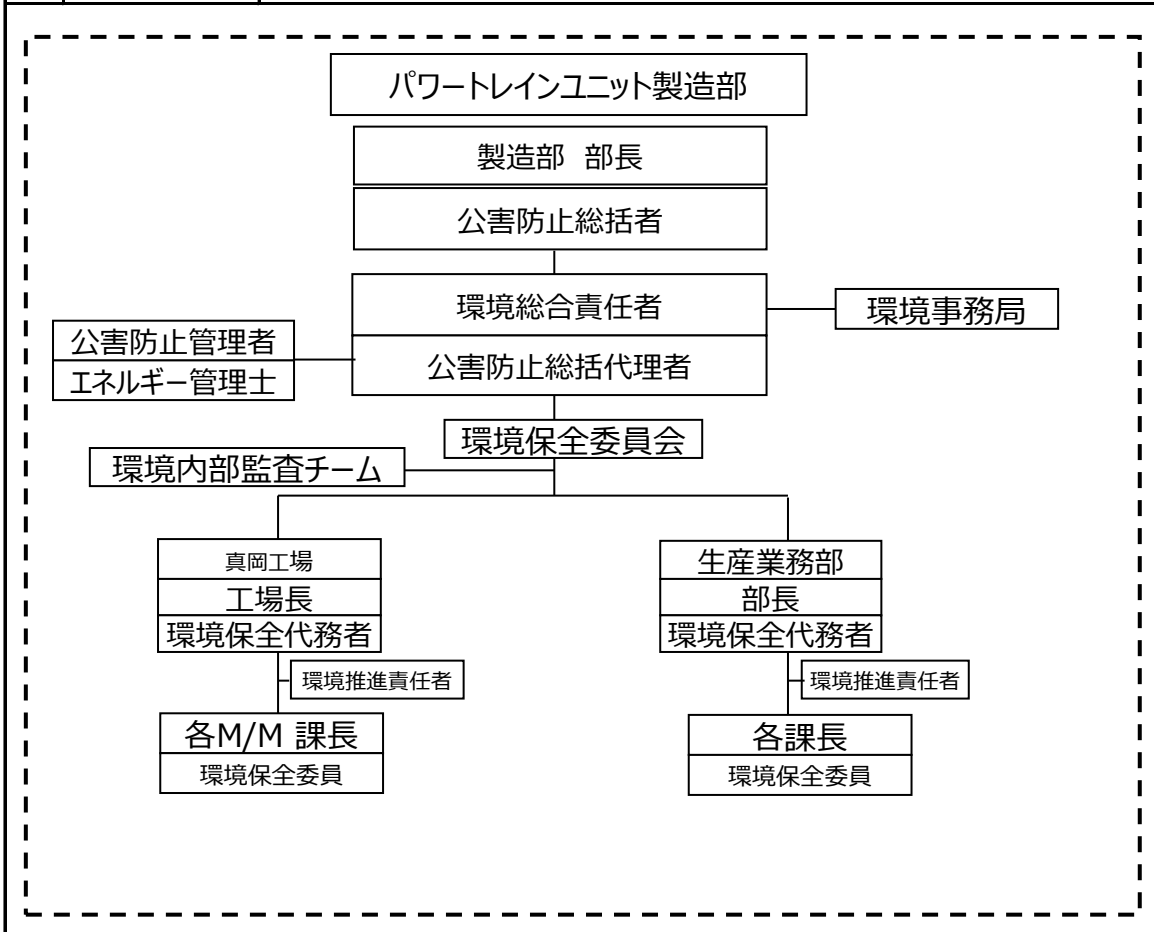 パワートレインユニット製造部
製造部 部長
公害防止総括者
環境総合責任者
環境事務局
公害防止管理者
エネルギー管理士
公害防止総括代理者
環境保全委員会
環境内部監査チーム
真岡工場
工場長
環境保全代務者
環境推進責任者
各M/M 課長
環境保全委員
生産業務部
部長
環境保全代務者
環境推進責任者
各課長
環境保全委員